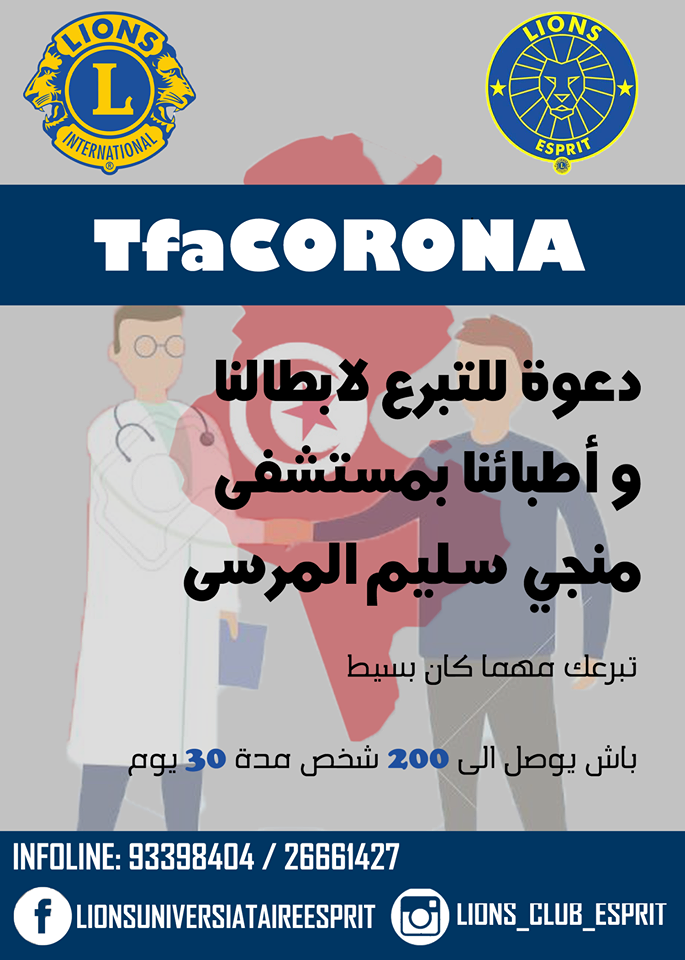 LIONS
L
INTERNATIONAL
®
LIONS
ESPRIT
TfaCORONA
دعوة للتبرع لابطالنا
و أطبائنا بمستشفى
منجي سليم المرسى
تبرعك مهما كان بسيط
باش يوصل الى 200 شخص مدة 30 يوم
INFOLINE: 93398404 / 26661427
LIONSUNIVERSIATAIREESPRIT
LIONS_CLUB_ESPRIT